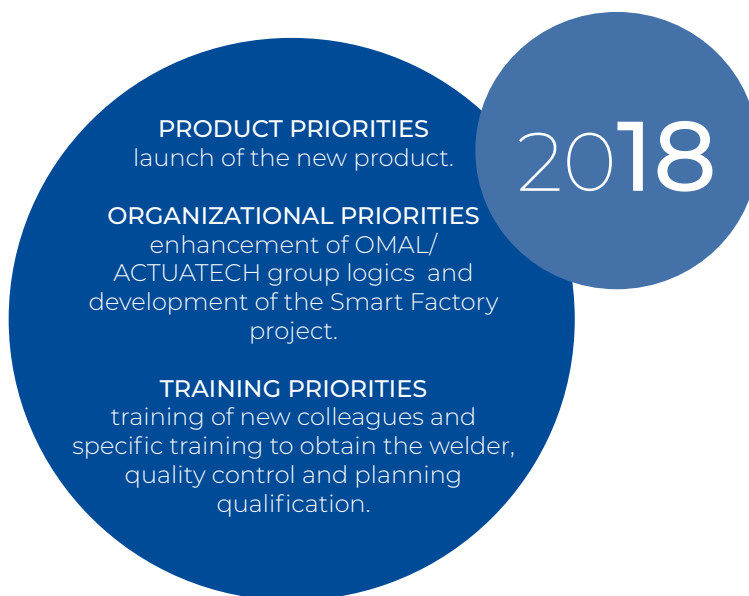 2018
PRODUCT PRIORITIES
launch of the new product.
ORGANIZATIONAL PRIORITIES
enhancement of OMAL/
ACTUATECH group logics and
development of the Smart Factory
project.
TRAINING PRIORITIES
training of new colleagues and
specific training to obtain the welder,
quality control and planning
qualification.